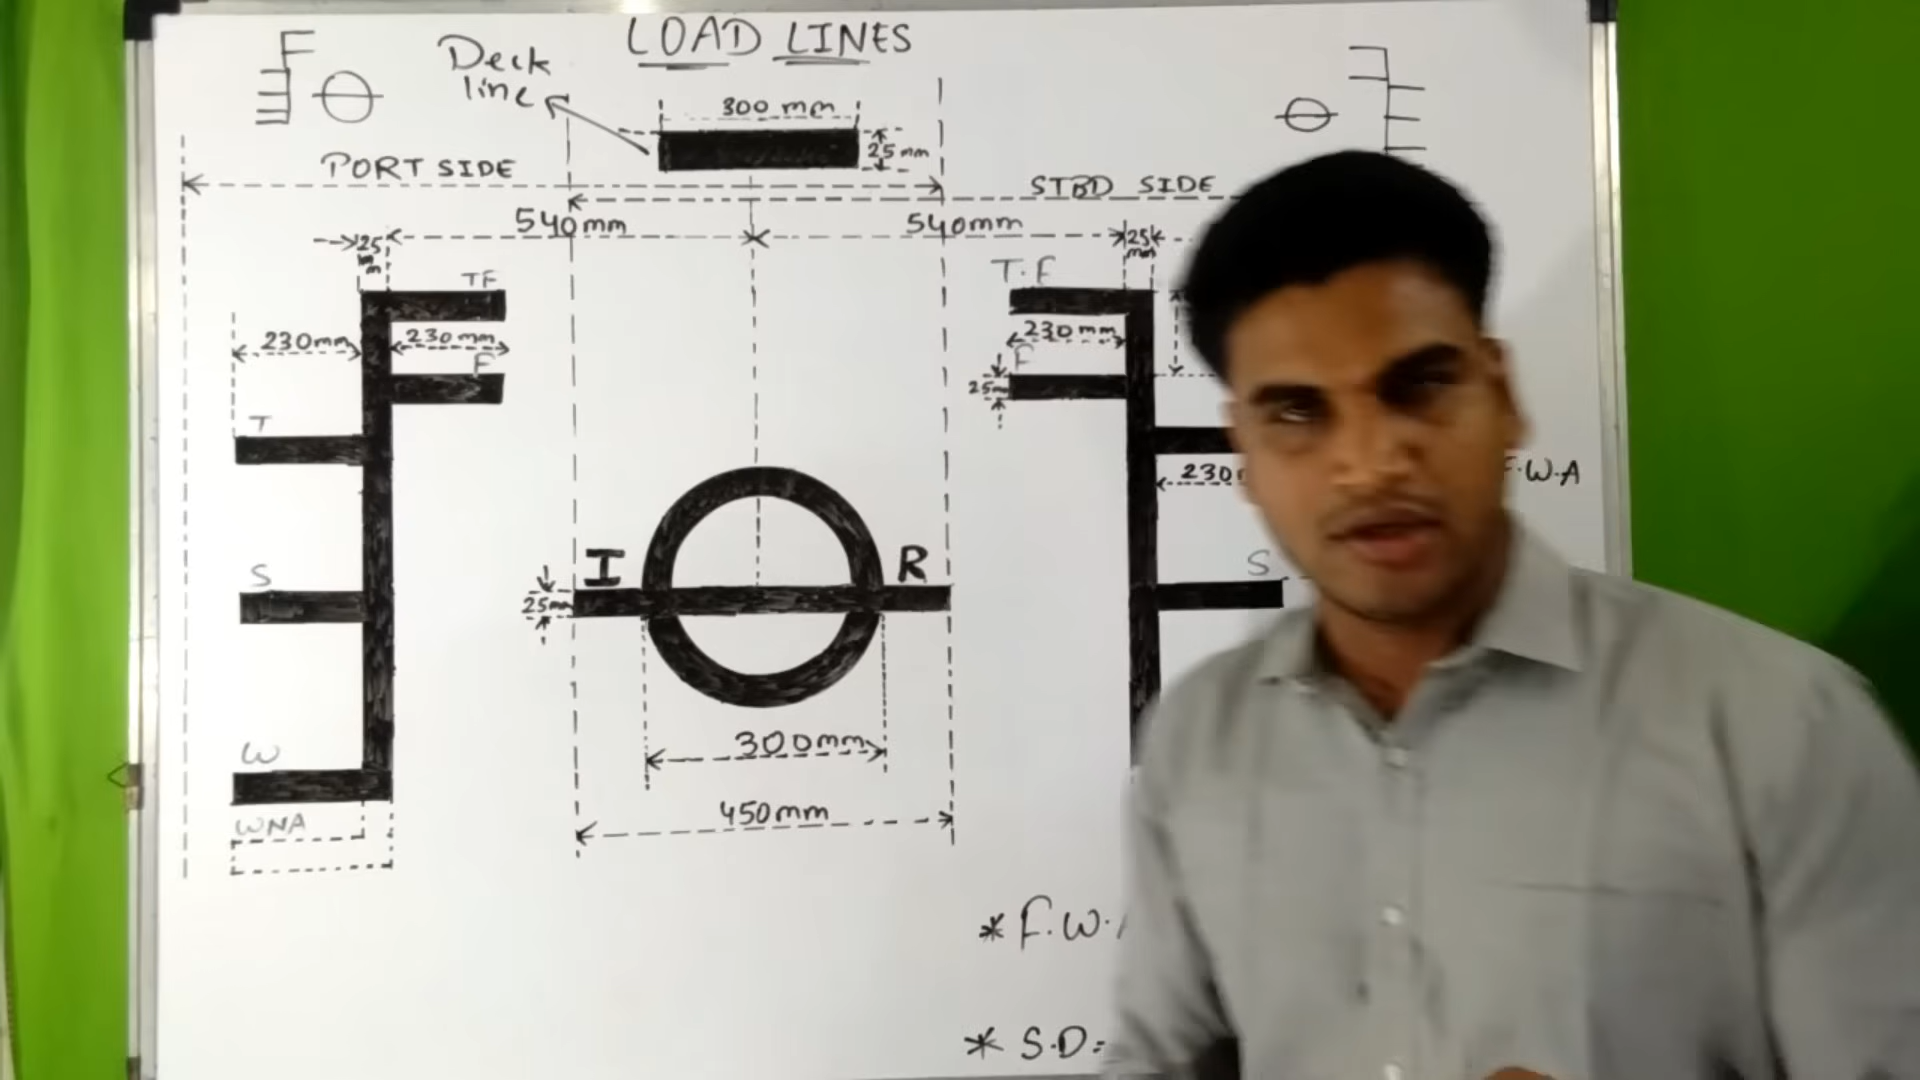 LOAD LINES
F
Deck
line
300 mm
25 mm
PORT SIDE
STBD SIDE
540mm
540mm
25
mm
25
mm
TF
T.F
230mm
230mm
230mm
F
F
25mm
T
230
F.W.A
S
I
R
S
25mm
W
300mm
450mm
WNA
* F.W.
* S.D=